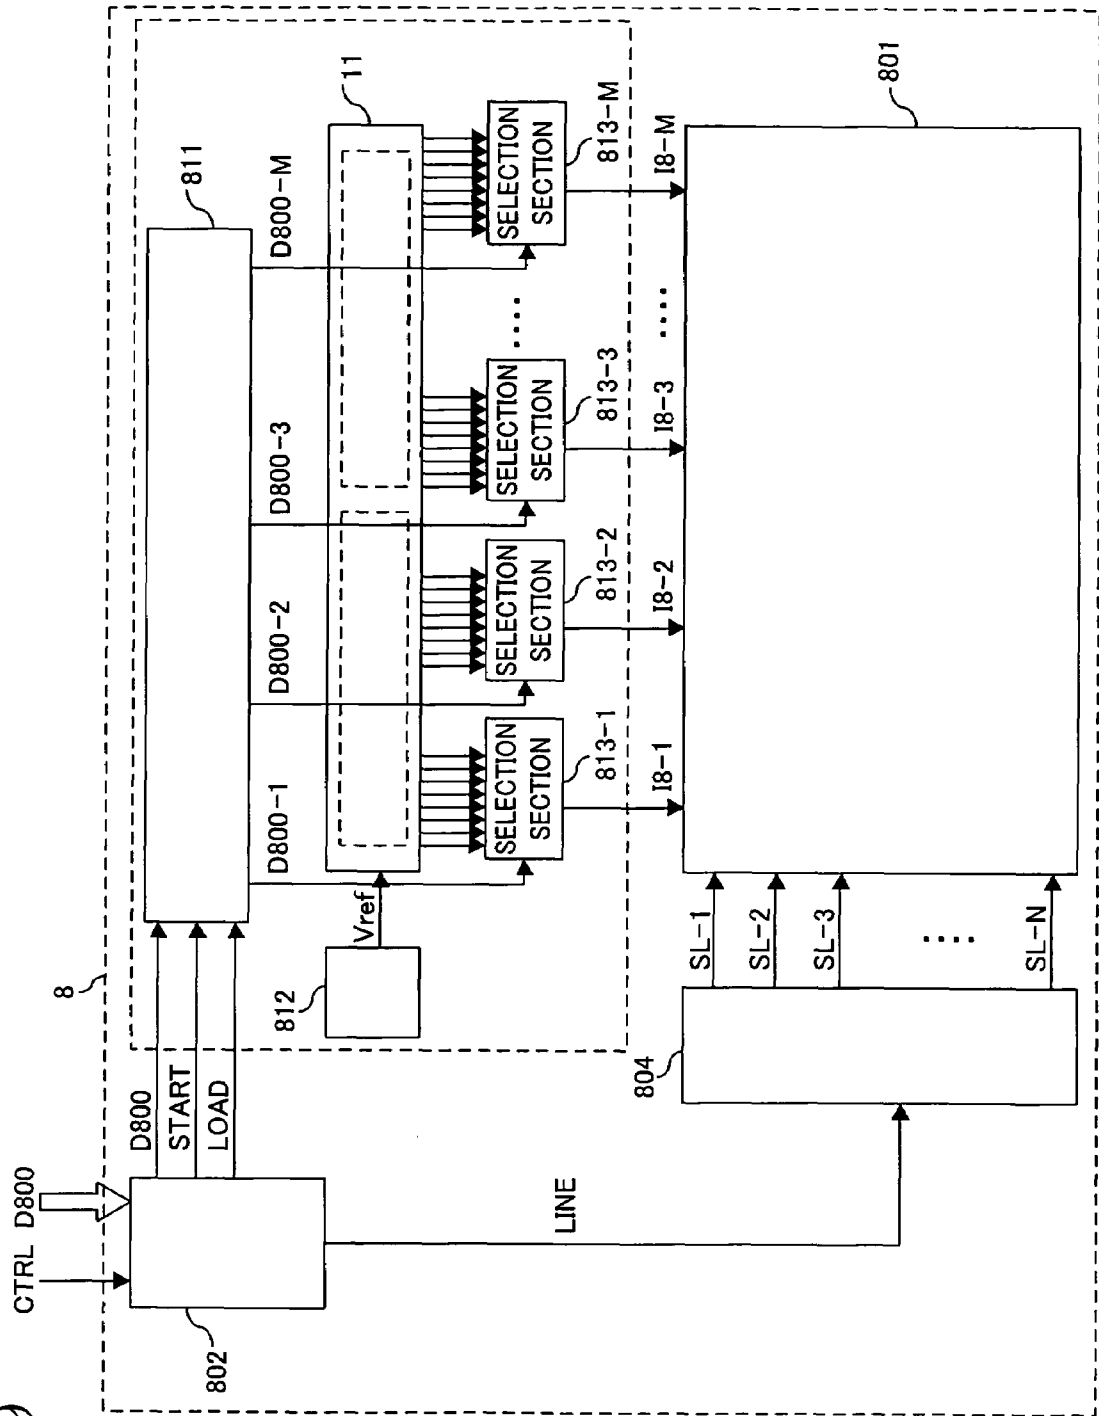 8
CTRL
D800
802
D800
START
LOAD
LINE
811
D800-1
D800-2
D800-3
D800-M
812
Vref
11
SELECTION
SECTION
813-1
SELECTION
SECTION
813-2
SELECTION
SECTION
813-3
....
SELECTION
SECTION
813-M
I8-1
I8-2
I8-3
....
I8-M
804
SL-1
SL-2
SL-3
....
SL-N
801